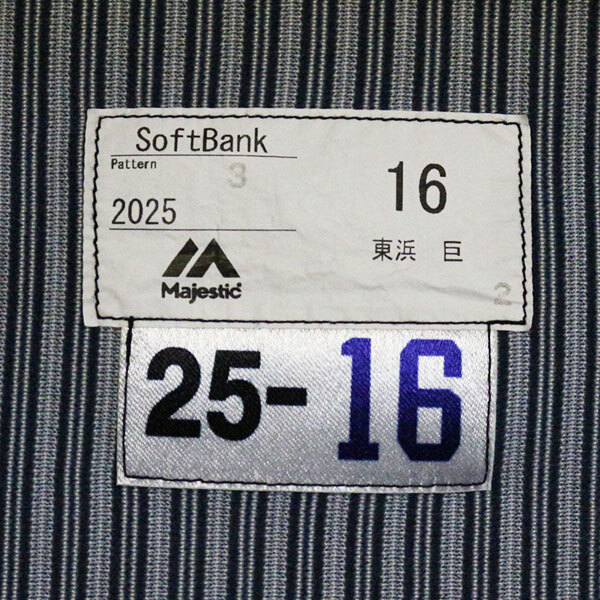 SoftBank
Pattern
3
2025
16
東浜 巨
Majestic
2
25-16